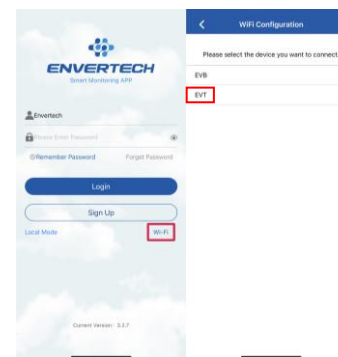 ENVERTECH
Smart Monitoring APP
Envertech
Please Enter Password
Remember Password
Forget Password
Login
Sign Up
Local Mode
Wi-Fi
Current Version: 3.2.7
WiFi Configuration
Please select the device you want to connect.
EVB
EVT